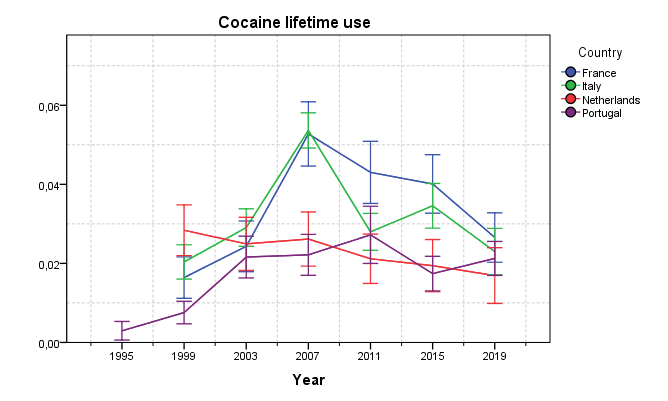 Cocaine lifetime use
Country
France
Italy
Netherlands
Portugal
0,06
0,04
0,02
0,00
1995 1999 2003 2007 2011 2015 2019
Year